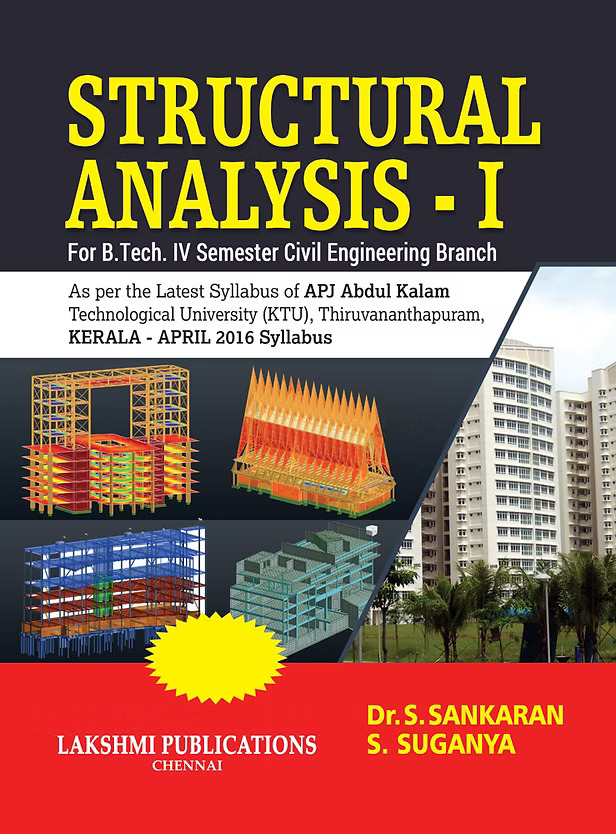 STRUCTURAL
ANALYSIS - I
For B.Tech. IV Semester Civil Engineering Branch
As per the Latest Syllabus of APJ Abdul Kalam
Technological University (KTU), Thiruvananthapuram,
KERALA - APRIL 2016 Syllabus
Dr. S. SANKARAN
S. SUGANYA
LAKSHMI PUBLICATIONS
CHENNAI